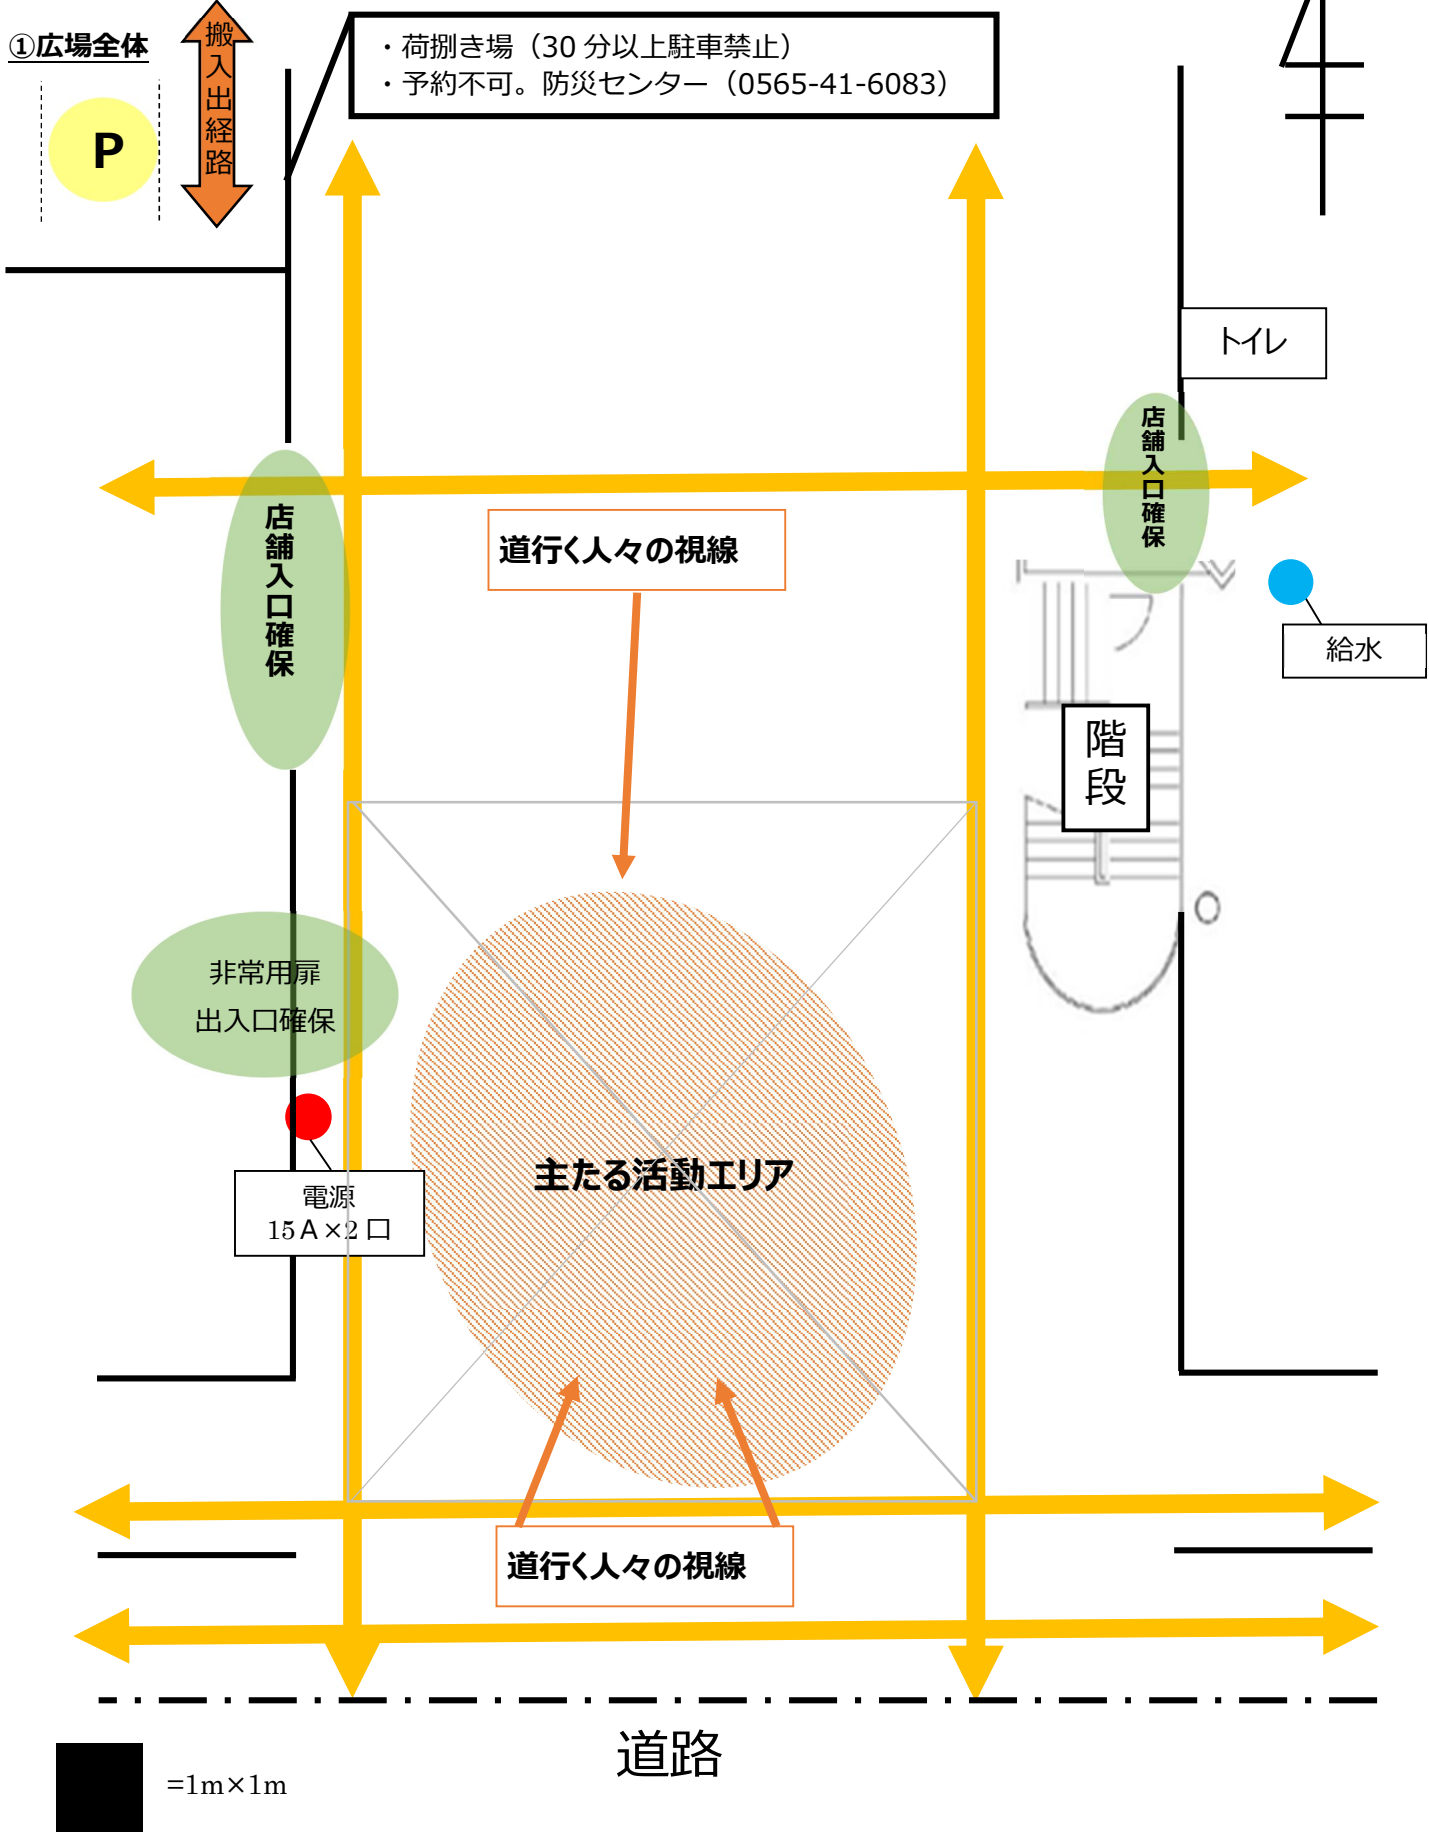 ①広場全体
搬入出経路
・荷捌き場（30分以上駐車禁止）
・予約不可。防災センター（0565-41-6083）
P
トイレ
店舗入口確保
店舗入口確保
道行く人々の視線
給水
階段
非常用扉
出入口確保
主たる活動エリア
電源
15A×2口
道行く人々の視線
道路
=1m×1m